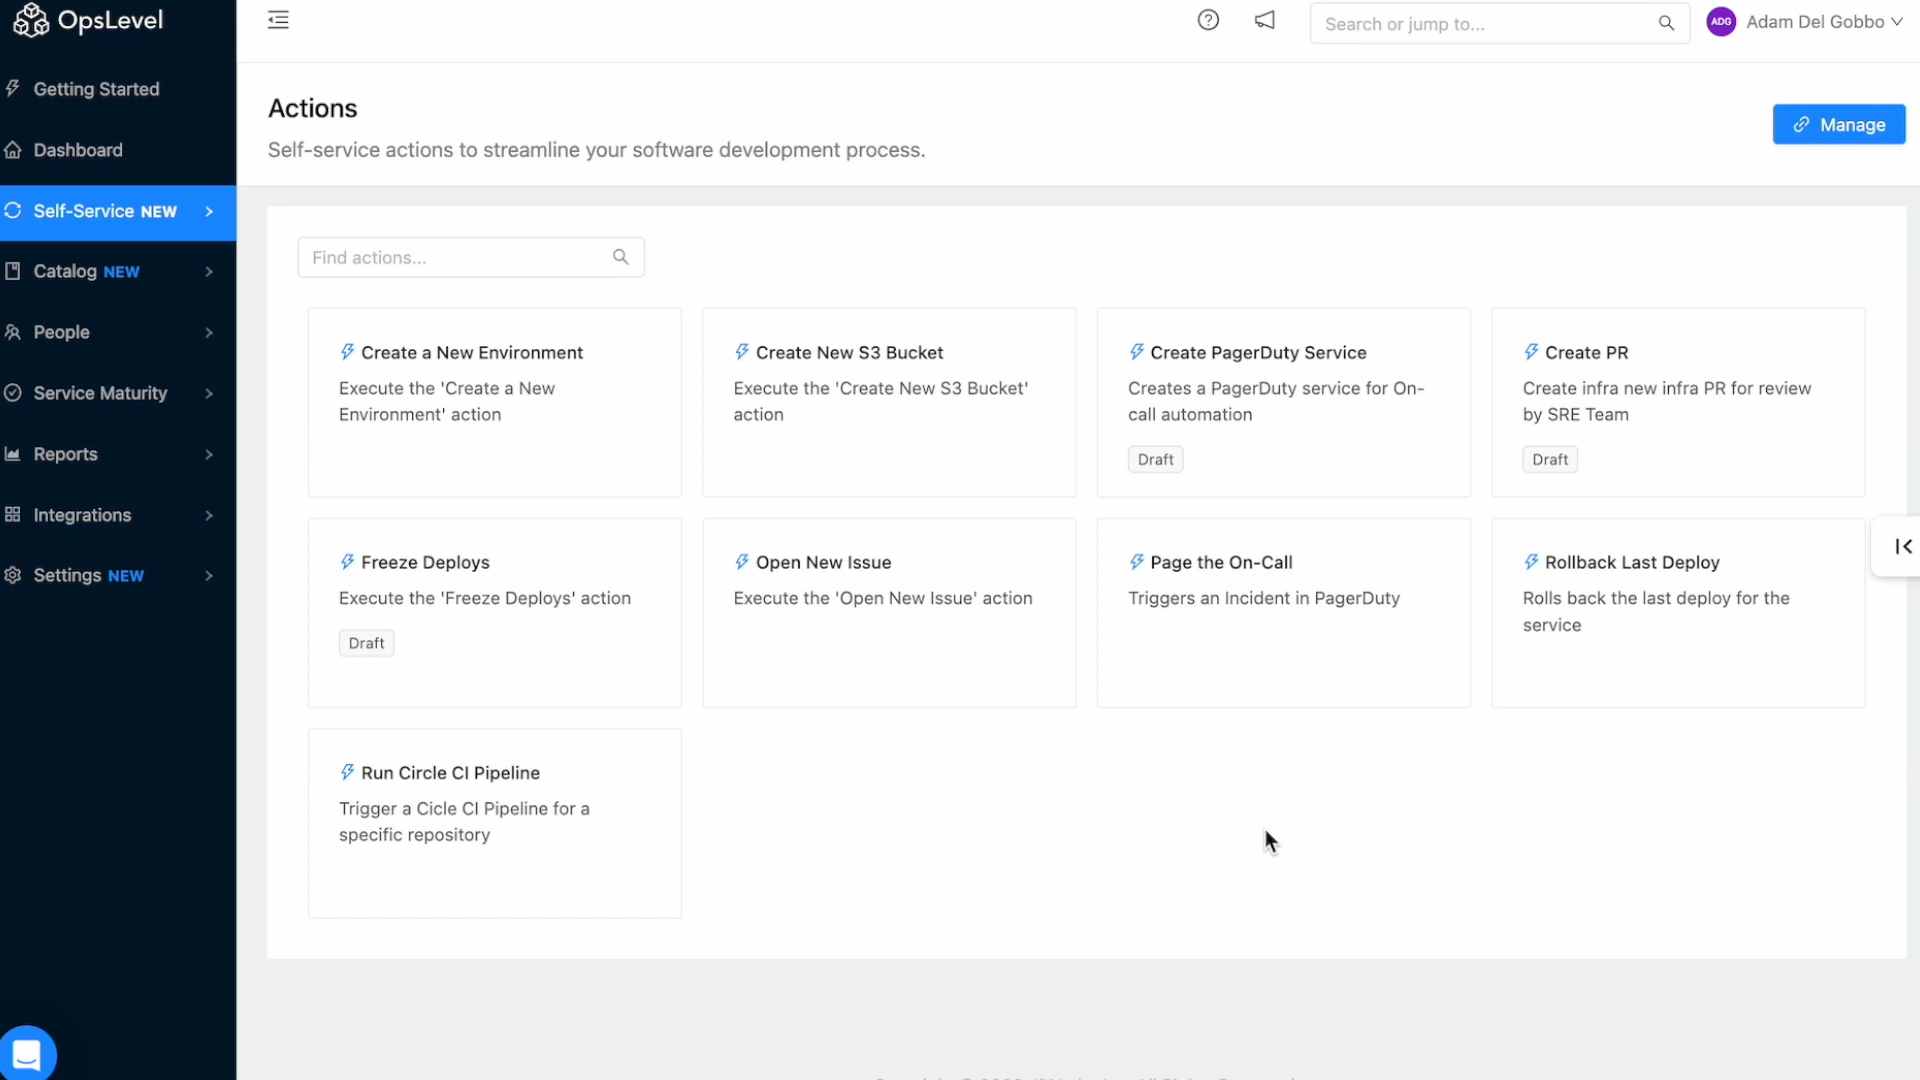 OpsLevel
Search or jump to...
ADG
Adam Del Gobbo
Getting Started
Dashboard
Self-Service NEW
Catalog NEW
People
Service Maturity
Reports
Integrations
Settings NEW
Actions
Self-service actions to streamline your software development process.
Manage
Find actions...
Create a New Environment
Execute the 'Create a New
Environment' action
Create New S3 Bucket
Execute the 'Create New S3 Bucket'
action
Create PagerDuty Service
Creates a PagerDuty service for On-
call automation
Draft
Create PR
Create infra new infra PR for review
by SRE Team
Draft
Freeze Deploys
Execute the 'Freeze Deploys' action
Draft
Open New Issue
Execute the 'Open New Issue' action
Page the On-Call
Triggers an Incident in PagerDuty
Rollback Last Deploy
Rolls back the last deploy for the
service
Run Circle CI Pipeline
Trigger a Cicle CI Pipeline for a
specific repository